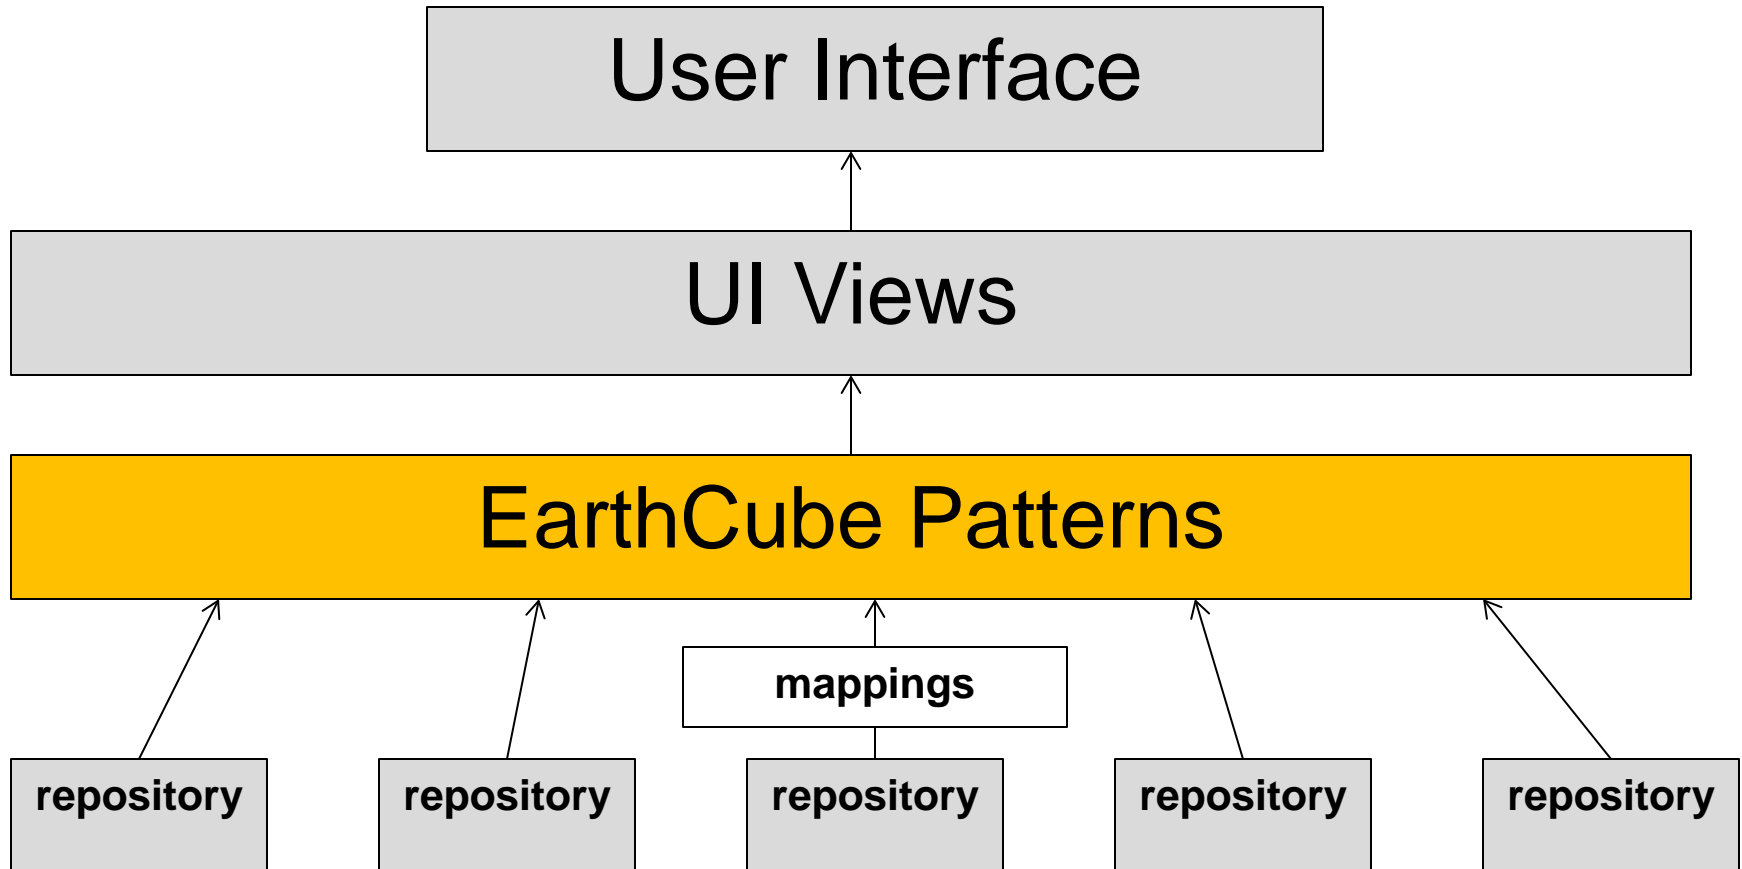 User Interface
UI Views
EarthCube Patterns
mappings
repository
repository
repository
repository
repository